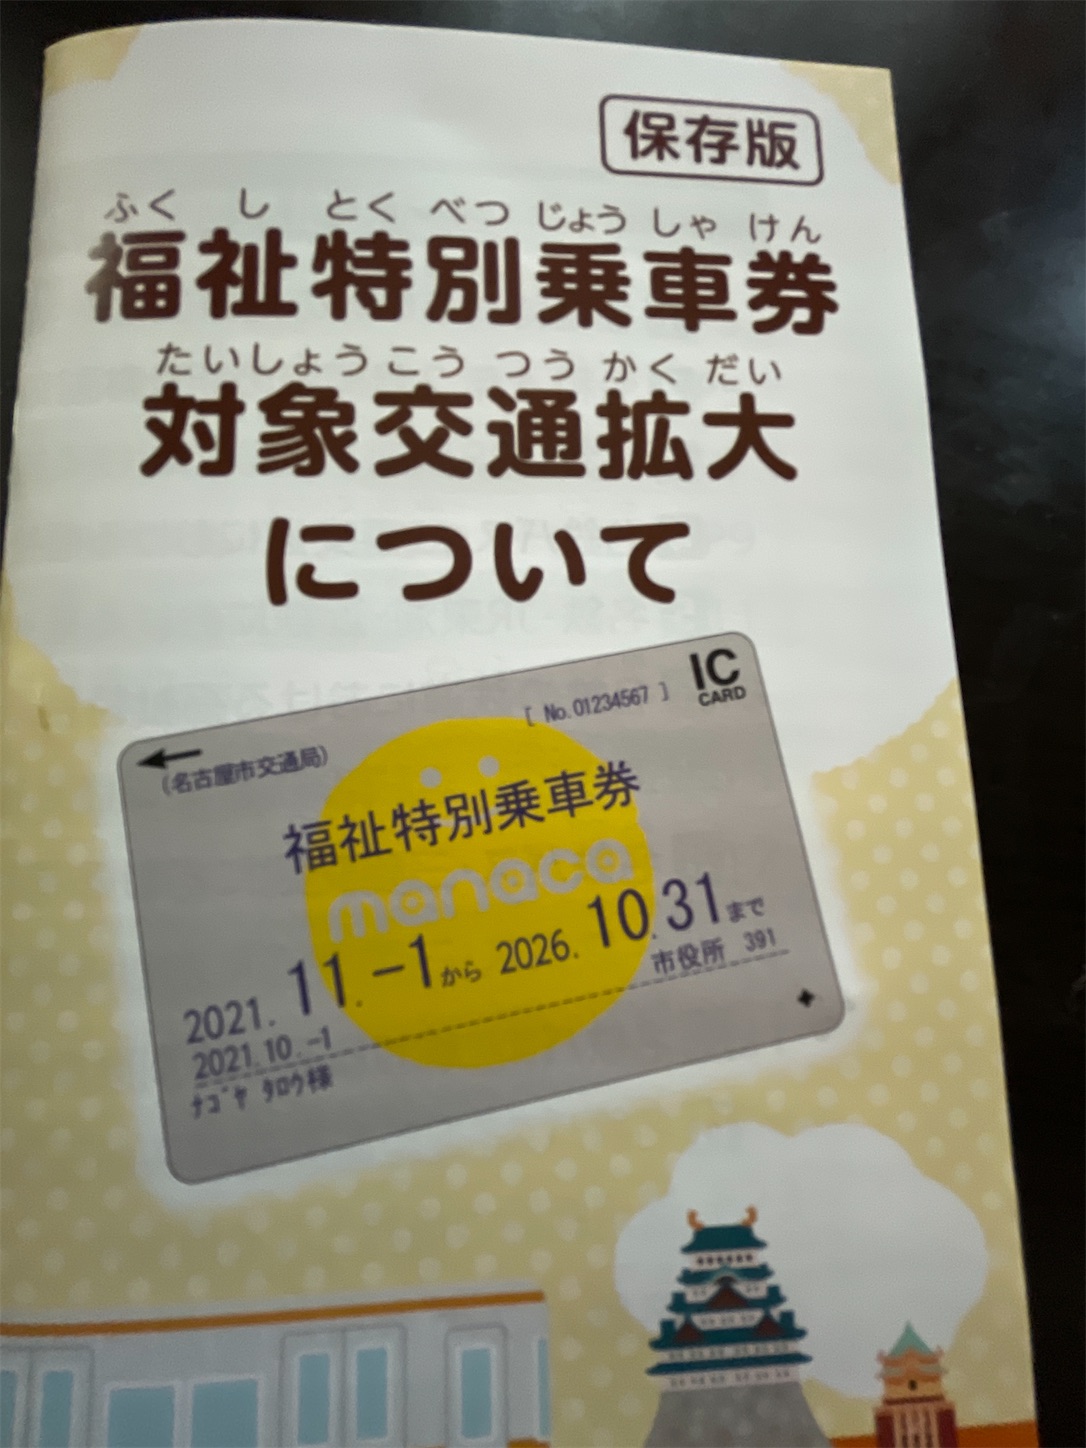 保存版
ふく し とく べつ じょう しゃ けん
福祉特別乗車券
たいしょうこう つう かく だい
対象交通拡大
について
IC
CARD
[ No.01234567 ]
(名古屋市交通局)
福祉特別乗車券
manaca
2021.11.-1から 2026.10.31まで
2021.10.-1
市役所 391
ナゴヤ タロウ様